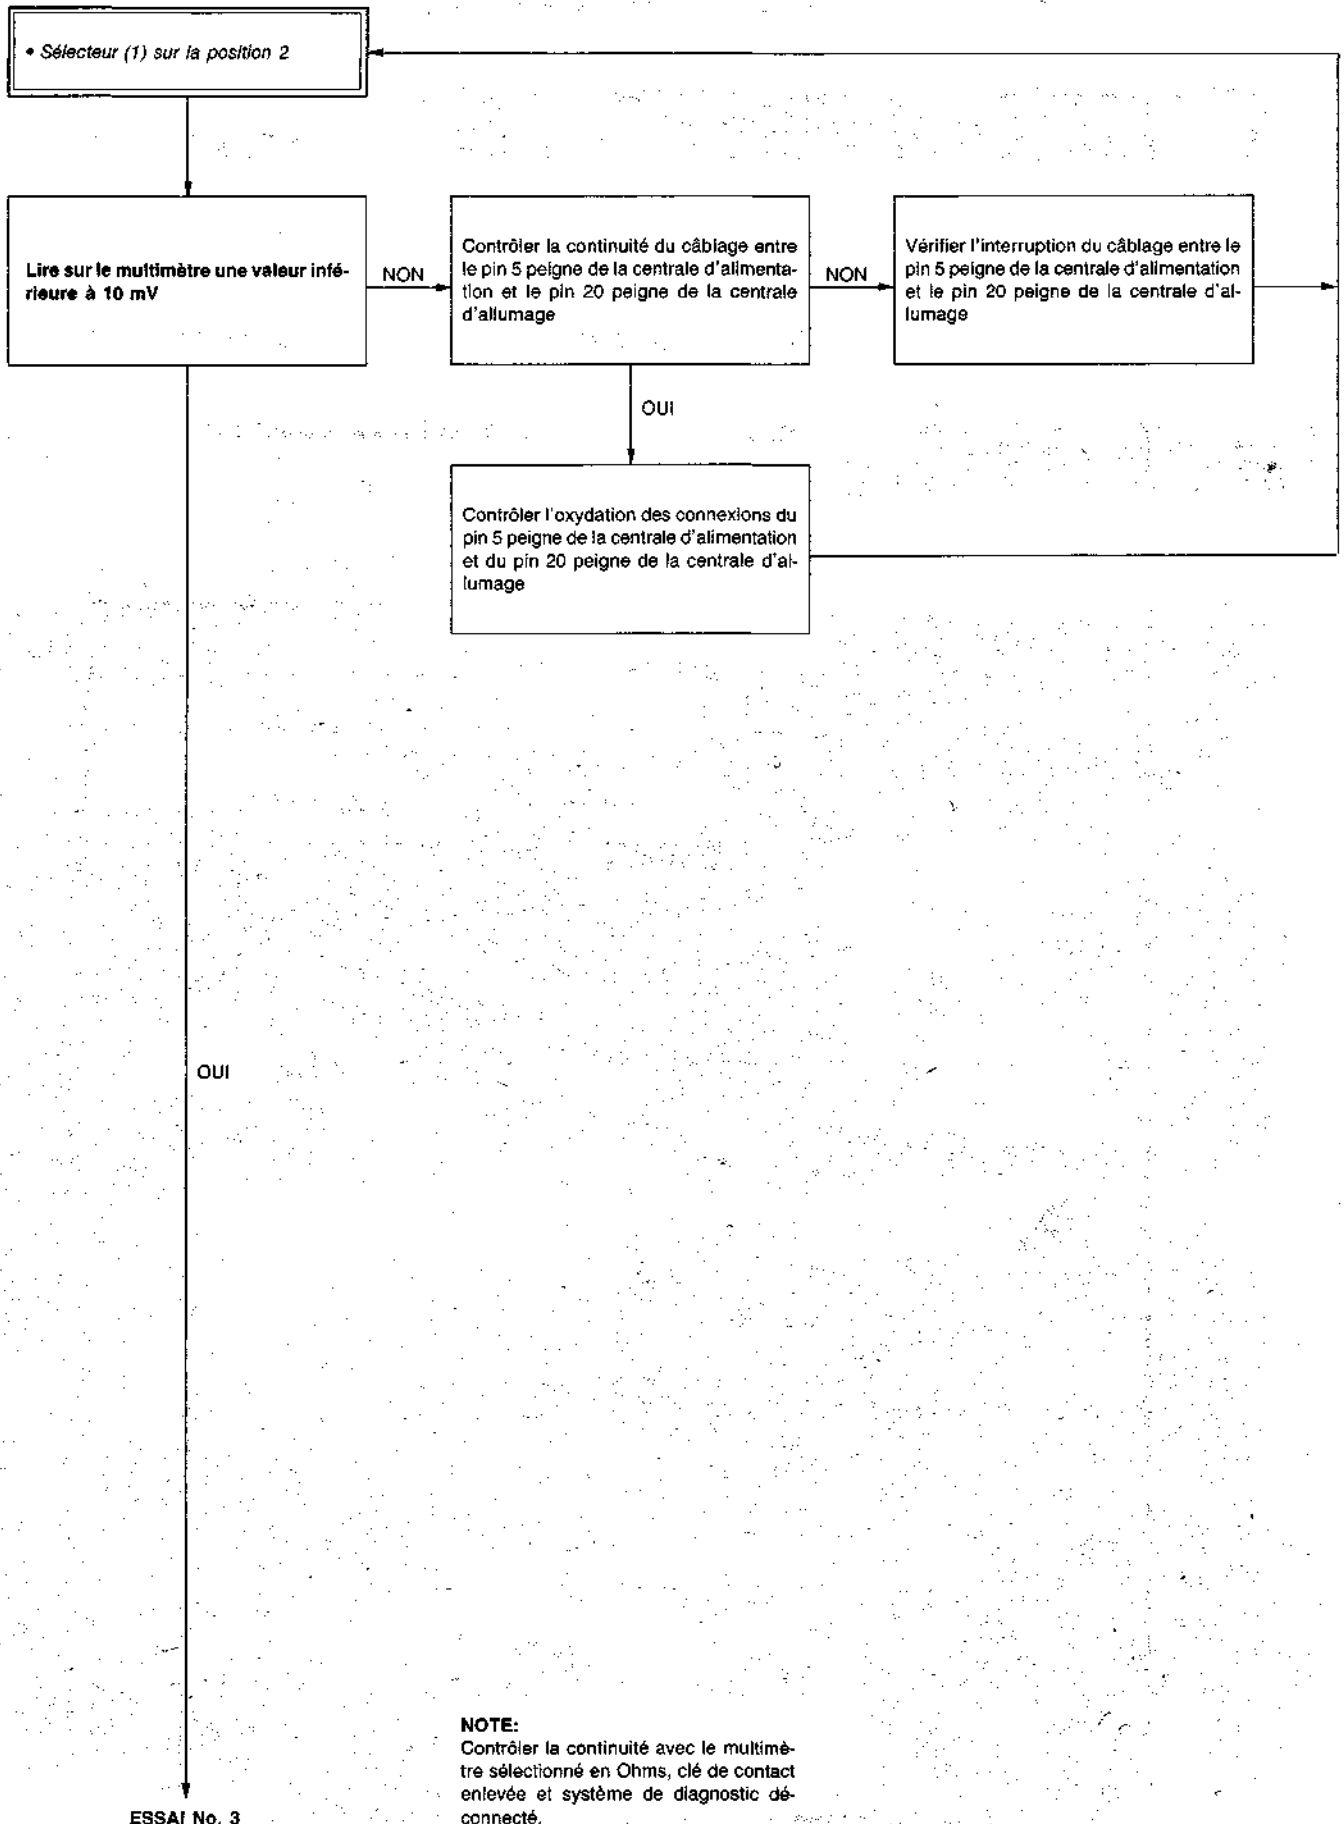 • Sélecteur (1) sur la position 2
Lire sur le multimètre une valeur infé-
rieure à 10 mV
NON
Contrôler la continuité du câblage entre
le pin 5 peigne de la centrale d'alimenta-
tion et le pin 20 peigne de la centrale
d'allumage
NON
Vérifier l'interruption du câblage entre le
pin 5 peigne de la centrale d'alimentation
et le pin 20 peigne de la centrale d'al-
lumage
OUI
Contrôler l'oxydation des connexions du
pin 5 peigne de la centrale d'alimentation
et du pin 20 peigne de la centrale d'al-
lumage
OUI
NOTE:
Contrôler la continuité avec le multimè-
tre sélectionné en Ohms, clé de contact
enlevée et système de diagnostic dé-
connecté.
ESSAI No. 3